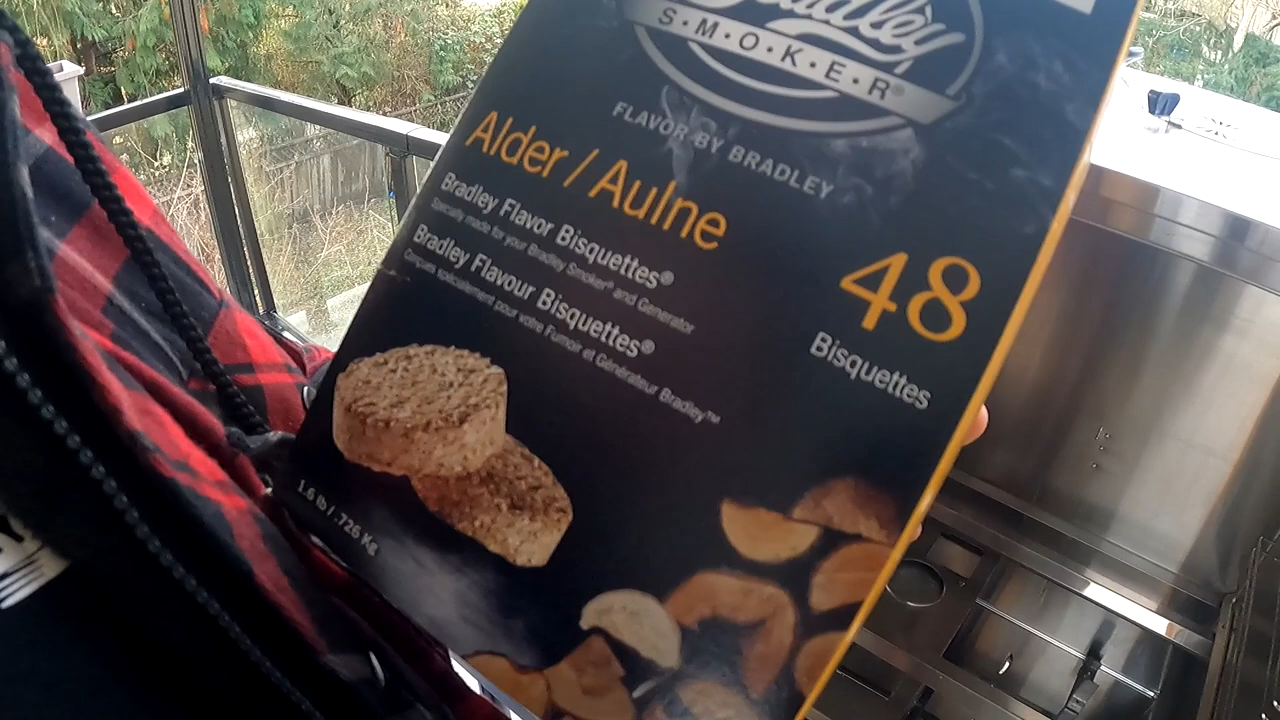 Bradley
S·M·O·K·E·R®
FLAVOR BY BRADLEY
Alder / Aulne
Bradley Flavor Bisquettes®
Specially made for your Bradley Smoker® and Generator
Bradley Flavour Bisquettes®
Conçues spécialement pour votre Fumoir et Générateur Bradley™
48
Bisquettes
1.6 lb / .726 Kg